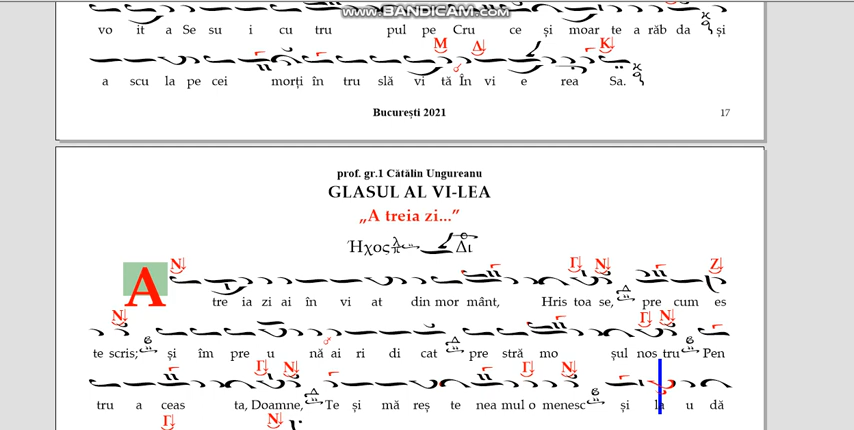 WWW.BANDICAM.COM
vo it a Se su i cu tru pul pe Cru ce și moar te a răb da și
M Δ K
a scu la pe cei morți în tru slă vi tă În vi e rea Sa.
București 2021 17
prof. gr.1 Cătălin Ungureanu
GLASUL AL VI-LEA
„A treia zi...”
Ἦχος λ π Δι
N Γ N Z
A tre ia zi ai în vi at din mor mânt, Hris toa se, pre cum es
N Γ N
te scris; și îm pre u nă ai ri di cat pre stră mo șul nos tru Pen
Γ N Γ N
tru a ceas ta, Doamne, Te și mă reș te nea mul o menesc și la u dă
Γ N